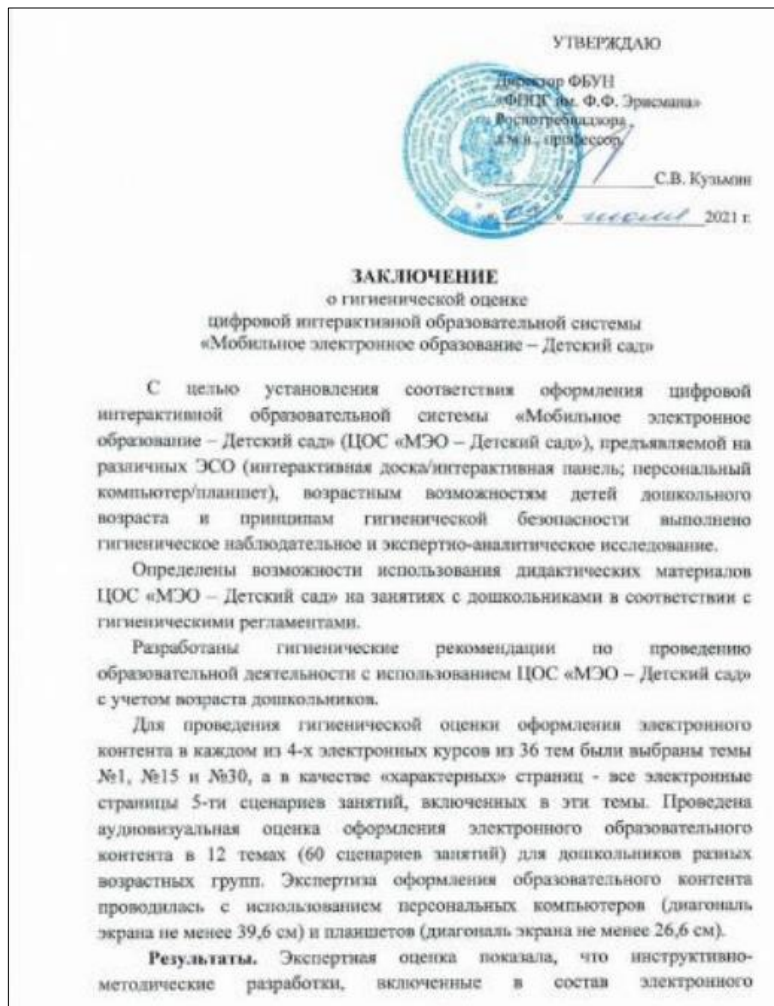 УТВЕРЖДАЮ
Директор ФБУН
«ФНЦГ им. Ф.Ф. Эрисмана»
Роспотребнадзора
д.м.н., профессор
С.В. Кузьмин
» июля 2021 г.
ЗАКЛЮЧЕНИЕ
о гигиенической оценке
цифровой интерактивной образовательной системы
«Мобильное электронное образование – Детский сад»
С целью установления соответствия оформления цифровой
интерактивной образовательной системы «Мобильное электронное
образование – Детский сад» (ЦОС «МЭО – Детский сад»), предъявляемой на
различных ЭСО (интерактивная доска/интерактивная панель; персональный
компьютер/планшет), возрастным возможностям детей дошкольного
возраста и принципам гигиенической безопасности выполнено
гигиеническое наблюдательное и экспертно-аналитическое исследование.
Определены возможности использования дидактических материалов
ЦОС «МЭО – Детский сад» на занятиях с дошкольниками в соответствии с
гигиеническими регламентами.
Разработаны гигиенические рекомендации по проведению
образовательной деятельности с использованием ЦОС «МЭО – Детский сад»
с учетом возраста дошкольников.
Для проведения гигиенической оценки оформления электронного
контента в каждом из 4-х электронных курсов из 36 тем были выбраны темы
№1, №15 и №30, а в качестве «характерных» страниц - все электронные
страницы 5-ти сценариев занятий, включенных в эти темы. Проведена
аудиовизуальная оценка оформления электронного образовательного
контента в 12 темах (60 сценариев занятий) для дошкольников разных
возрастных групп. Экспертиза оформления образовательного контента
проводилась с использованием персональных компьютеров (диагональ
экрана не менее 39,6 см) и планшетов (диагональ экрана не менее 26,6 см).
Результаты. Экспертная оценка показала, что инструктивно-
методические разработки, включенные в состав электронного